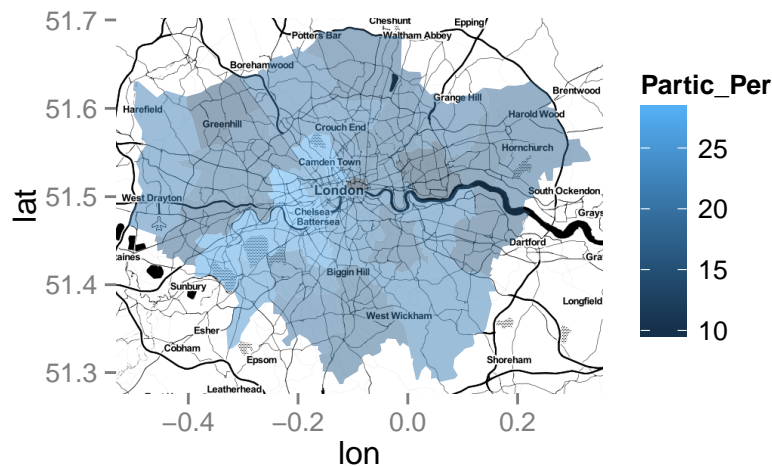 51.7
51.6
51.5
51.4
51.3
lat
Cheshunt
Epping
Potters Bar
Waltham Abbey
Borehamwood
Brentwood
Harefield
Grange Hill
Harold Wood
Greenhill
Crouch End
Hornchurch
Camden Town
London
South Ockendon
West Drayton
Chelsea
Grays
Battersea
Dartford
taines
Gra
Biggin Hill
Sunbury
Longfield
West Wickham
Esher
Cobham
Epsom
Shoreham
Leatherhead
−0.4
−0.2
0.0
0.2
lon
Partic_Per
25
20
15
10